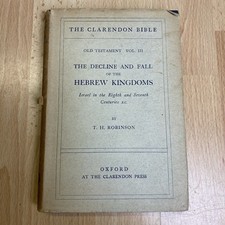 THE CLARENDON BIBLE
OLD TESTAMENT VOL. III
THE DECLINE AND FALL
OF THE
HEBREW KINGDOMS
Israel in the Eighth and Seventh
Centuries B.C.
BY
T. H. ROBINSON
OXFORD
AT THE CLARENDON PRESS